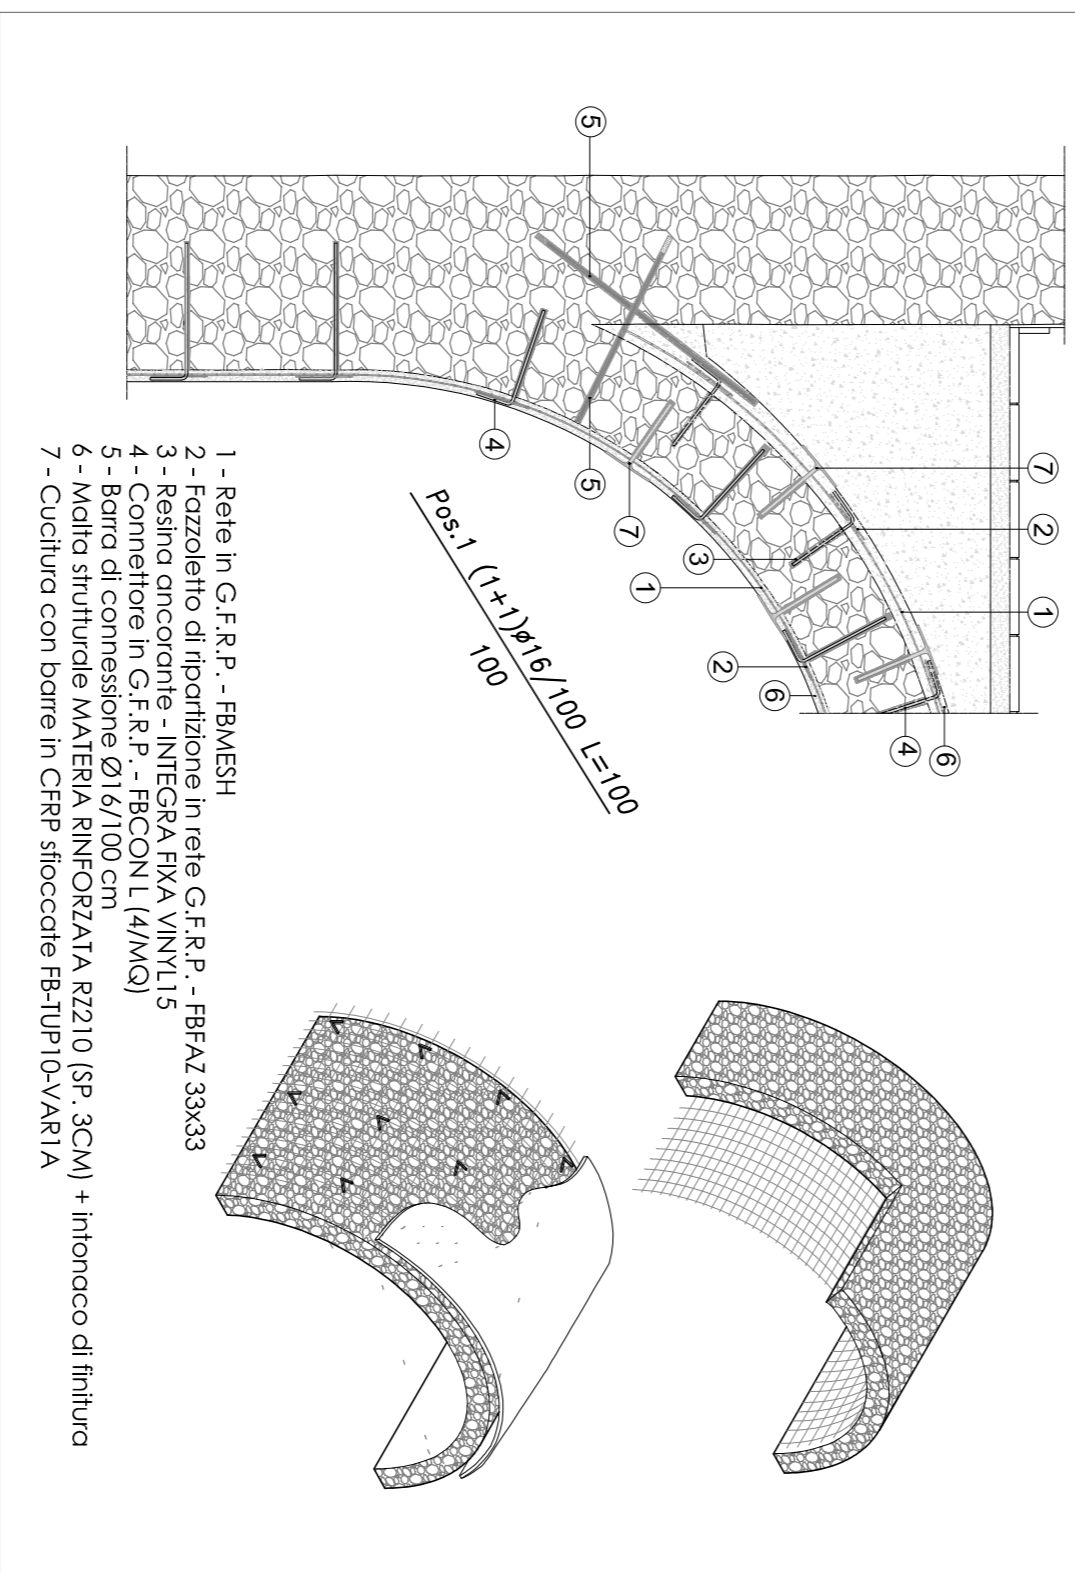 5
4
5
7
3
1
2
6
7
2
1
4
6
Pos.1 (1+1)ø16/100 L=100
100
1 - Rete in G.F.R.P. - FBMESH
2 - Fazzoletto di ripartizione in rete G.F.R.P. - FBFAZ 33x33
3 - Resina ancorante - INTEGRA FIXA VINYL15
4 - Connettore in G.F.R.P. - FBCON L (4/MQ)
5 - Barra di connessione Ø16/100 cm
6 - Malta strutturale MATERIA RINFORZATA RZ210 (SP. 3CM) + intonaco di finitura
7 - Cucitura con barre in CFRP sfioccate FB-TUP10-VAR1A